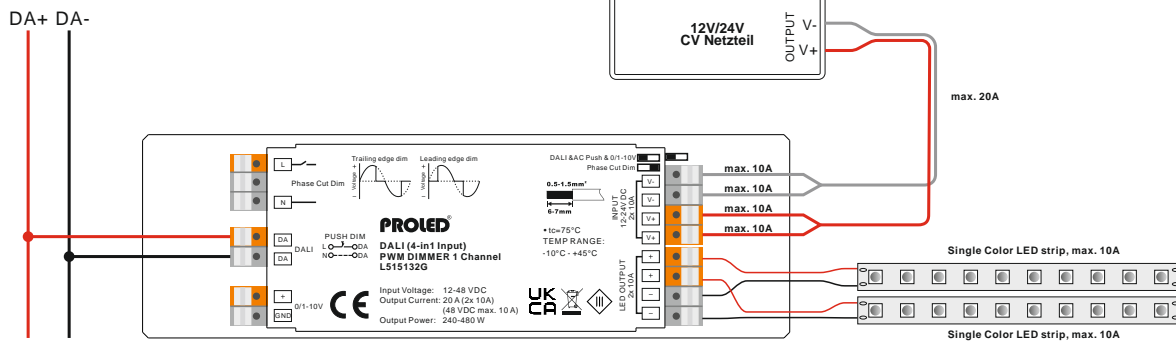 DA+ DA-
12V/24V
CV Netzteil
OUTPUT
V-
V+
max. 20A
L
N
Phase Cut Dim
Trailing edge dim
Voltage + −
Leading edge dim
Voltage + −
DALI &AC Push & 0/1-10V
Phase Cut Dim
0.5-1.5mm²
6-7mm
INPUT
12-24V DC
2x 10A
V-
V-
V+
V+
max. 10A
max. 10A
max. 10A
max. 10A
PROLED®
DALI (4-in1 Input)
PWM DIMMER 1 Channel
L515132G
DA
DA
DALI
PUSH DIM
L DA
N DA
• tc=75°C
TEMP RANGE:
-10°C - +45°C
Input Voltage: 12-48 VDC
Output Current: 20 A (2x 10A)
(48 VDC max. 10 A)
Output Power: 240-480 W
+
GND
0/1-10V
CE
UK
CA
LED OUTPUT
2x 10A
+
+
−
−
Single Color LED strip, max. 10A
Single Color LED strip, max. 10A